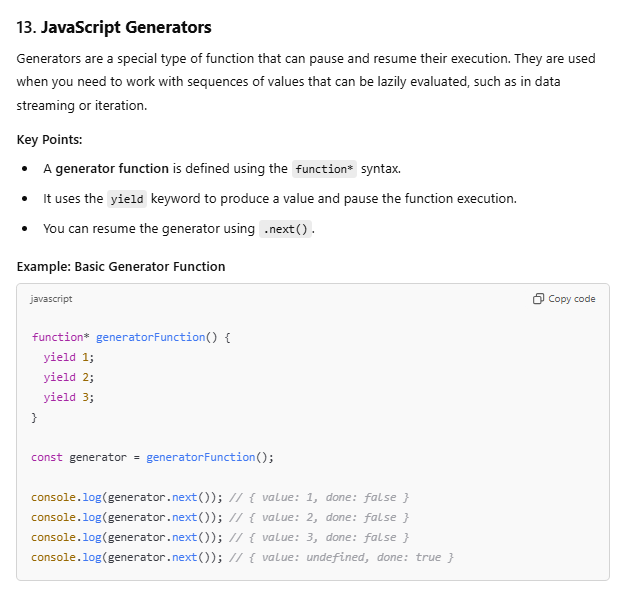 13. JavaScript Generators
Generators are a special type of function that can pause and resume their execution. They are used
when you need to work with sequences of values that can be lazily evaluated, such as in data
streaming or iteration.
Key Points:
• A generator function is defined using the function* syntax.
• It uses the yield keyword to produce a value and pause the function execution.
• You can resume the generator using .next().
Example: Basic Generator Function
javascript Copy code
function* generatorFunction() {
  yield 1;
  yield 2;
  yield 3;
}
const generator = generatorFunction();
console.log(generator.next()); // { value: 1, done: false }
console.log(generator.next()); // { value: 2, done: false }
console.log(generator.next()); // { value: 3, done: false }
console.log(generator.next()); // { value: undefined, done: true }